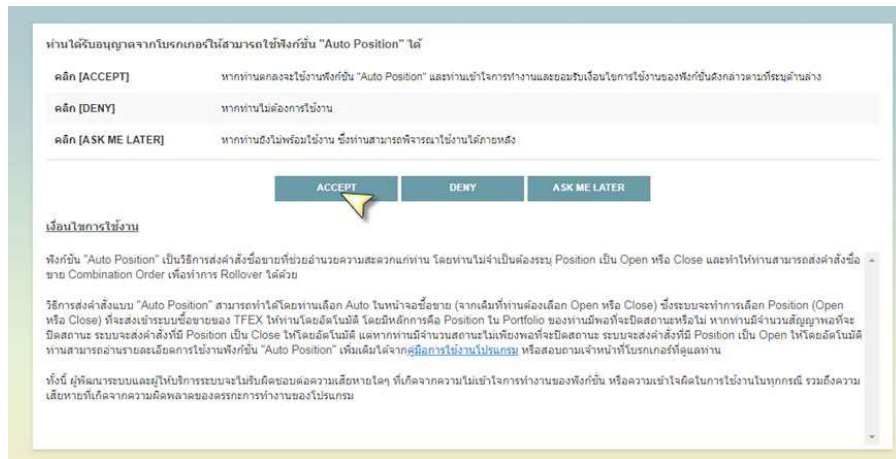 ท่านได้รับอนุญาตจากโบรกเกอร์ให้สามารถใช้ฟังก์ชั่น "Auto Position" ได้
คลิก [ACCEPT] หากท่านตกลงจะใช้งานฟังก์ชั่น "Auto Position" และท่านเข้าใจการทำงานและยอมรับเงื่อนไขการใช้งานของฟังก์ชั่นดังกล่าวตามที่ระบุด้านล่าง
คลิก [DENY] หากท่านไม่ต้องการใช้งาน
คลิก [ASK ME LATER] หากท่านยังไม่พร้อมใช้งาน ซึ่งท่านสามารถพิจารณาใช้งานได้ภายหลัง
ACCEPT DENY ASK ME LATER
เงื่อนไขการใช้งาน
ฟังก์ชั่น "Auto Position" เป็นวิธีการส่งคำสั่งซื้อขายที่ช่วยอำนวยความสะดวกแก่ท่าน โดยท่านไม่จำเป็นต้องระบุ Position เป็น Open หรือ Close และทำให้ท่านสามารถส่งคำสั่งซื้อ
ขาย Combination Order เพื่อทำการ Rollover ได้ด้วย
วิธีการส่งคำสั่งแบบ "Auto Position" สามารถทำได้โดยท่านเลือก Auto ในหน้าจอซื้อขาย (จากเดิมที่ท่านต้องเลือก Open หรือ Close) ซึ่งระบบจะทำการเลือก Position (Open
หรือ Close) ที่จะส่งเข้าระบบซื้อขายของ TFEX ให้ท่านโดยอัตโนมัติ โดยมีหลักการคือ Position ใน Portfolio ของท่านมีพอที่จะปิดสถานะหรือไม่ หากท่านมีจำนวนสัญญาพอที่จะ
ปิดสถานะ ระบบจะส่งคำสั่งที่มี Position เป็น Close ให้โดยอัตโนมัติ แต่หากท่านมีจำนวนสถานะไม่เพียงพอที่จะปิดสถานะ ระบบจะส่งคำสั่งที่มี Position เป็น Open ให้โดยอัตโนมัติ
ท่านสามารถอ่านรายละเอียดการใช้งานฟังก์ชั่น "Auto Position" เพิ่มเติมได้จากคู่มือการใช้งานโปรแกรม หรือสอบถามเจ้าหน้าที่โบรกเกอร์ที่ดูแลท่าน
ทั้งนี้ ผู้พัฒนาระบบและผู้ให้บริการระบบจะไม่รับผิดชอบต่อความเสียหายใดๆ ที่เกิดจากความไม่เข้าใจการทำงานของฟังก์ชั่น หรือความเข้าใจผิดในการใช้งานในทุกกรณี รวมถึงความ
เสียหายที่เกิดจากความผิดพลาดของตรรกะการทำงานของโปรแกรม